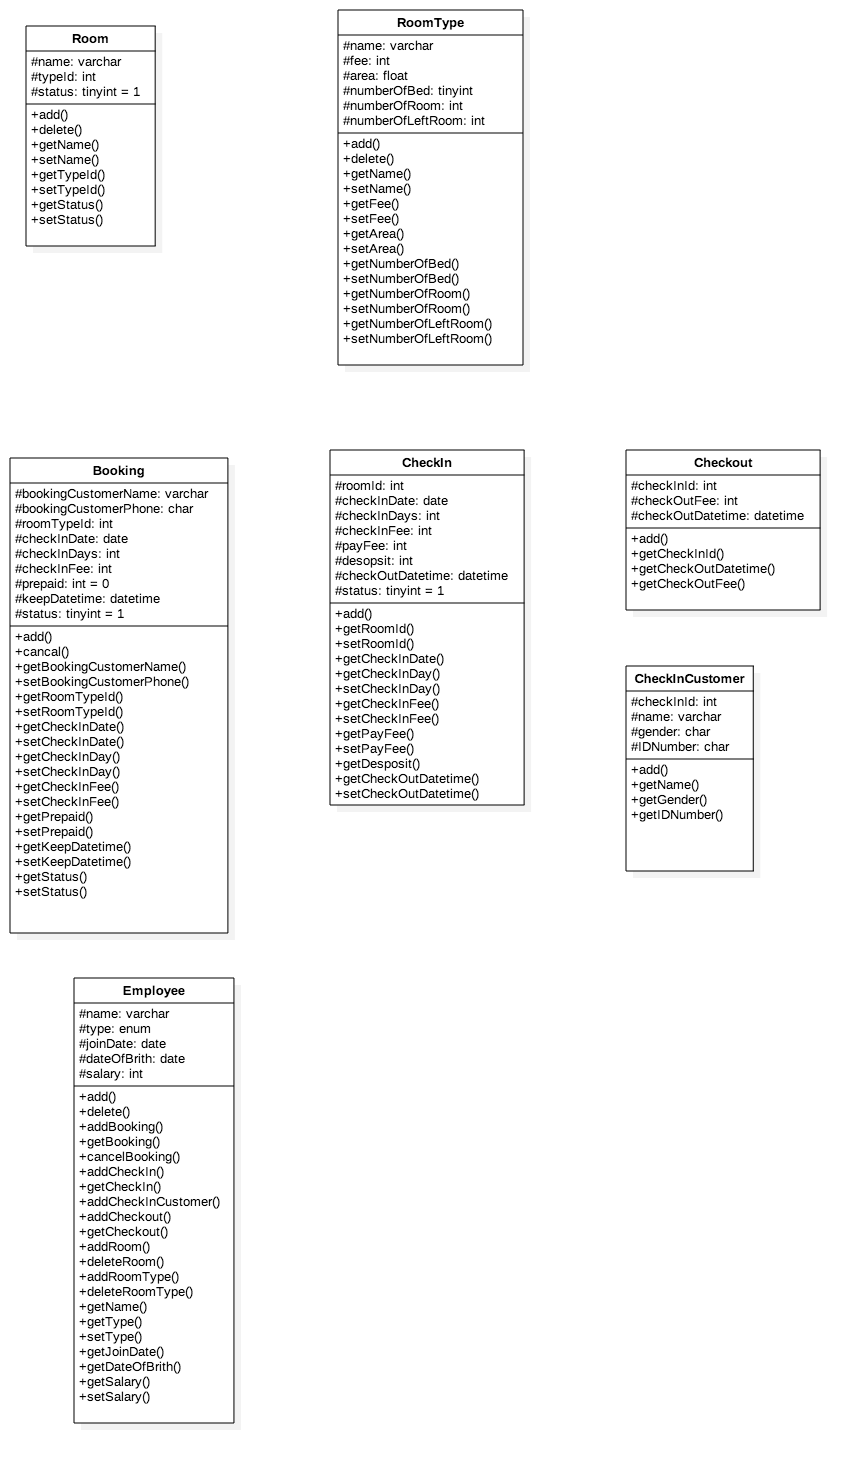 Room
#name: varchar
#typeId: int
#status: tinyint = 1
+add()
+delete()
+getName()
+setName()
+getTypeId()
+setTypeId()
+getStatus()
+setStatus()
RoomType
#name: varchar
#fee: int
#area: float
#numberOfBed: tinyint
#numberOfRoom: int
#numberOfLeftRoom: int
+add()
+delete()
+getName()
+setName()
+getFee()
+setFee()
+getArea()
+setArea()
+getNumberOfBed()
+setNumberOfBed()
+getNumberOfRoom()
+setNumberOfRoom()
+getNumberOfLeftRoom()
+setNumberOfLeftRoom()
Booking
#bookingCustomerName: varchar
#bookingCustomerPhone: char
#roomTypeId: int
#checkInDate: date
#checkInDays: int
#checkInFee: int
#prepaid: int = 0
#keepDatetime: datetime
#status: tinyint = 1
+add()
+cancal()
+getBookingCustomerName()
+setBookingCustomerPhone()
+getRoomTypeId()
+setRoomTypeId()
+getCheckInDate()
+setCheckInDate()
+getCheckInDay()
+setCheckInDay()
+getCheckInFee()
+setCheckInFee()
+getPrepaid()
+setPrepaid()
+getKeepDatetime()
+setKeepDatetime()
+getStatus()
+setStatus()
CheckIn
#roomId: int
#checkInDate: date
#checkInDays: int
#checkInFee: int
#payFee: int
#desopsit: int
#checkOutDatetime: datetime
#status: tinyint = 1
+add()
+getRoomId()
+setRoomId()
+getCheckInDate()
+getCheckInDay()
+setCheckInDay()
+getCheckInFee()
+setCheckInFee()
+getPayFee()
+setPayFee()
+getDesposit()
+getCheckOutDatetime()
+setCheckOutDatetime()
Checkout
#checkInId: int
#checkOutFee: int
#checkOutDatetime: datetime
+add()
+getCheckInId()
+getCheckOutDatetime()
+getCheckOutFee()
CheckInCustomer
#checkInId: int
#name: varchar
#gender: char
#IDNumber: char
+add()
+getName()
+getGender()
+getIDNumber()
Employee
#name: varchar
#type: enum
#joinDate: date
#dateOfBrith: date
#salary: int
+add()
+delete()
+addBooking()
+getBooking()
+cancelBooking()
+addCheckIn()
+getCheckIn()
+addCheckInCustomer()
+addCheckout()
+getCheckout()
+addRoom()
+deleteRoom()
+addRoomType()
+deleteRoomType()
+getName()
+getType()
+setType()
+getJoinDate()
+getDateOfBrith()
+getSalary()
+setSalary()